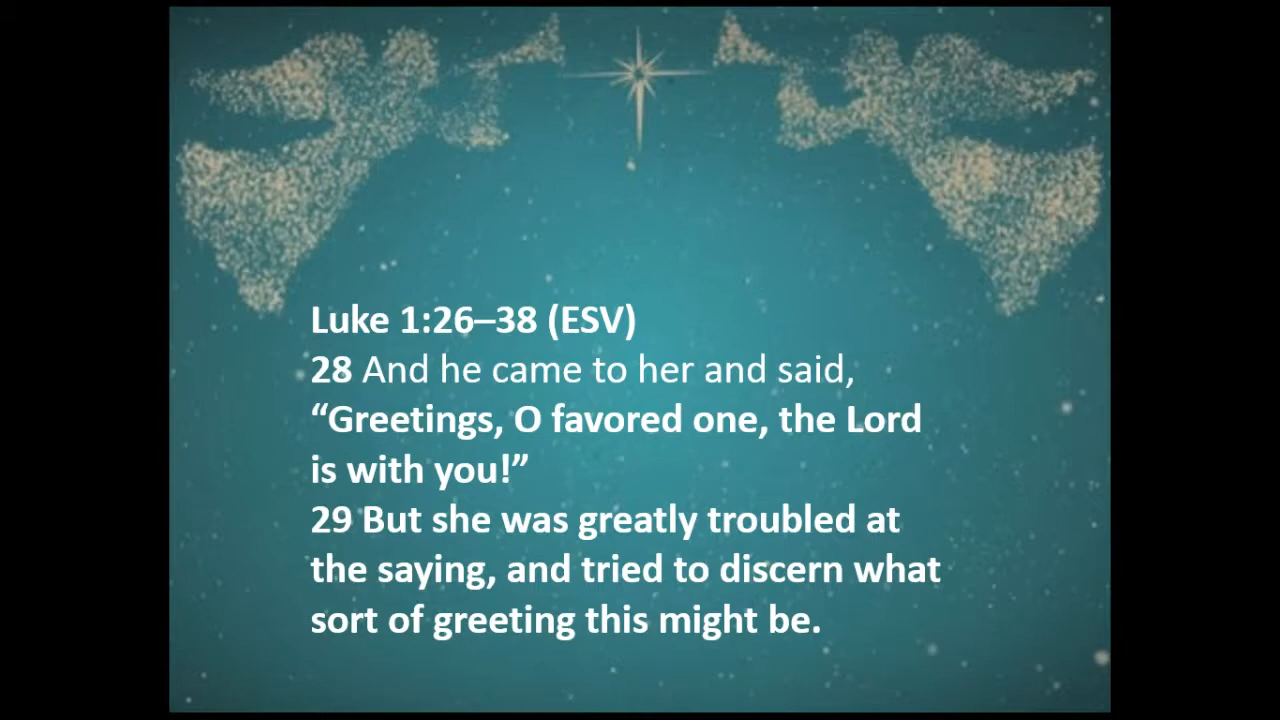 Luke 1:26–38 (ESV)
28 And he came to her and said,
“Greetings, O favored one, the Lord
is with you!”
29 But she was greatly troubled at
the saying, and tried to discern what
sort of greeting this might be.